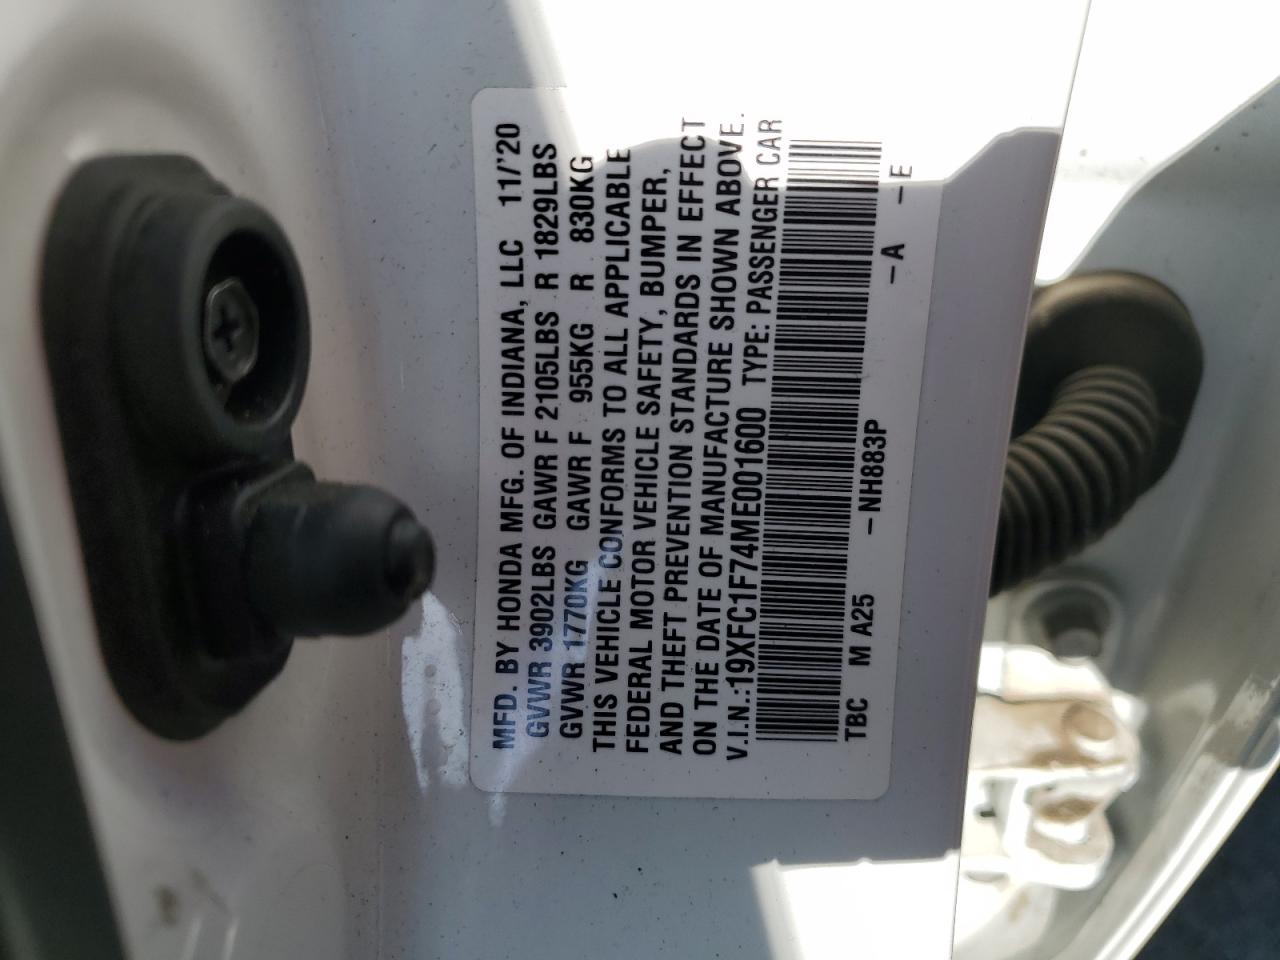 MFD. BY HONDA MFG. OF INDIANA, LLC 11/'20
GVWR 3902LBS GAWR F 2105LBS R 1829LBS
GVWR 1770KG GAWR F 955KG R 830KG
THIS VEHICLE CONFORMS TO ALL APPLICABLE
FEDERAL MOTOR VEHICLE SAFETY, BUMPER,
AND THEFT PREVENTION STANDARDS IN EFFECT
ON THE DATE OF MANUFACTURE SHOWN ABOVE.
V.I.N.:19XFC1F74ME001600 TYPE: PASSENGER CAR
TBC M A25 –NH883P –A –E